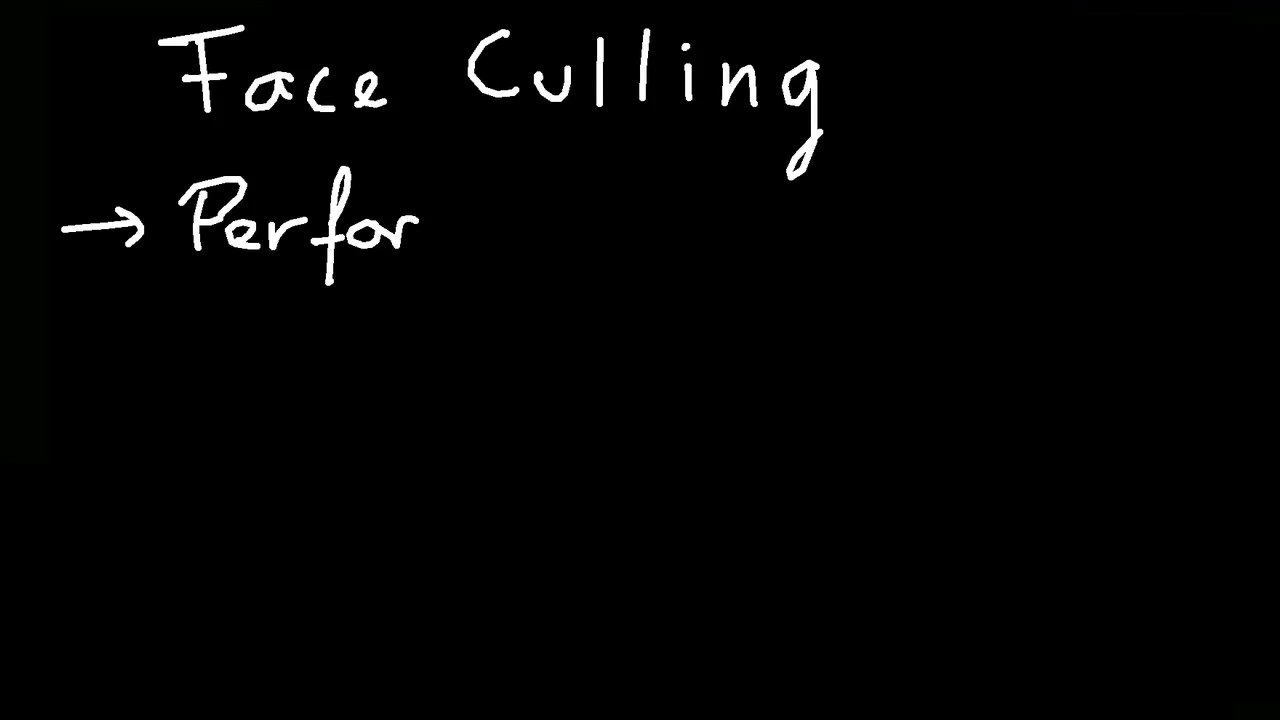 Face Culling
→ Perfor